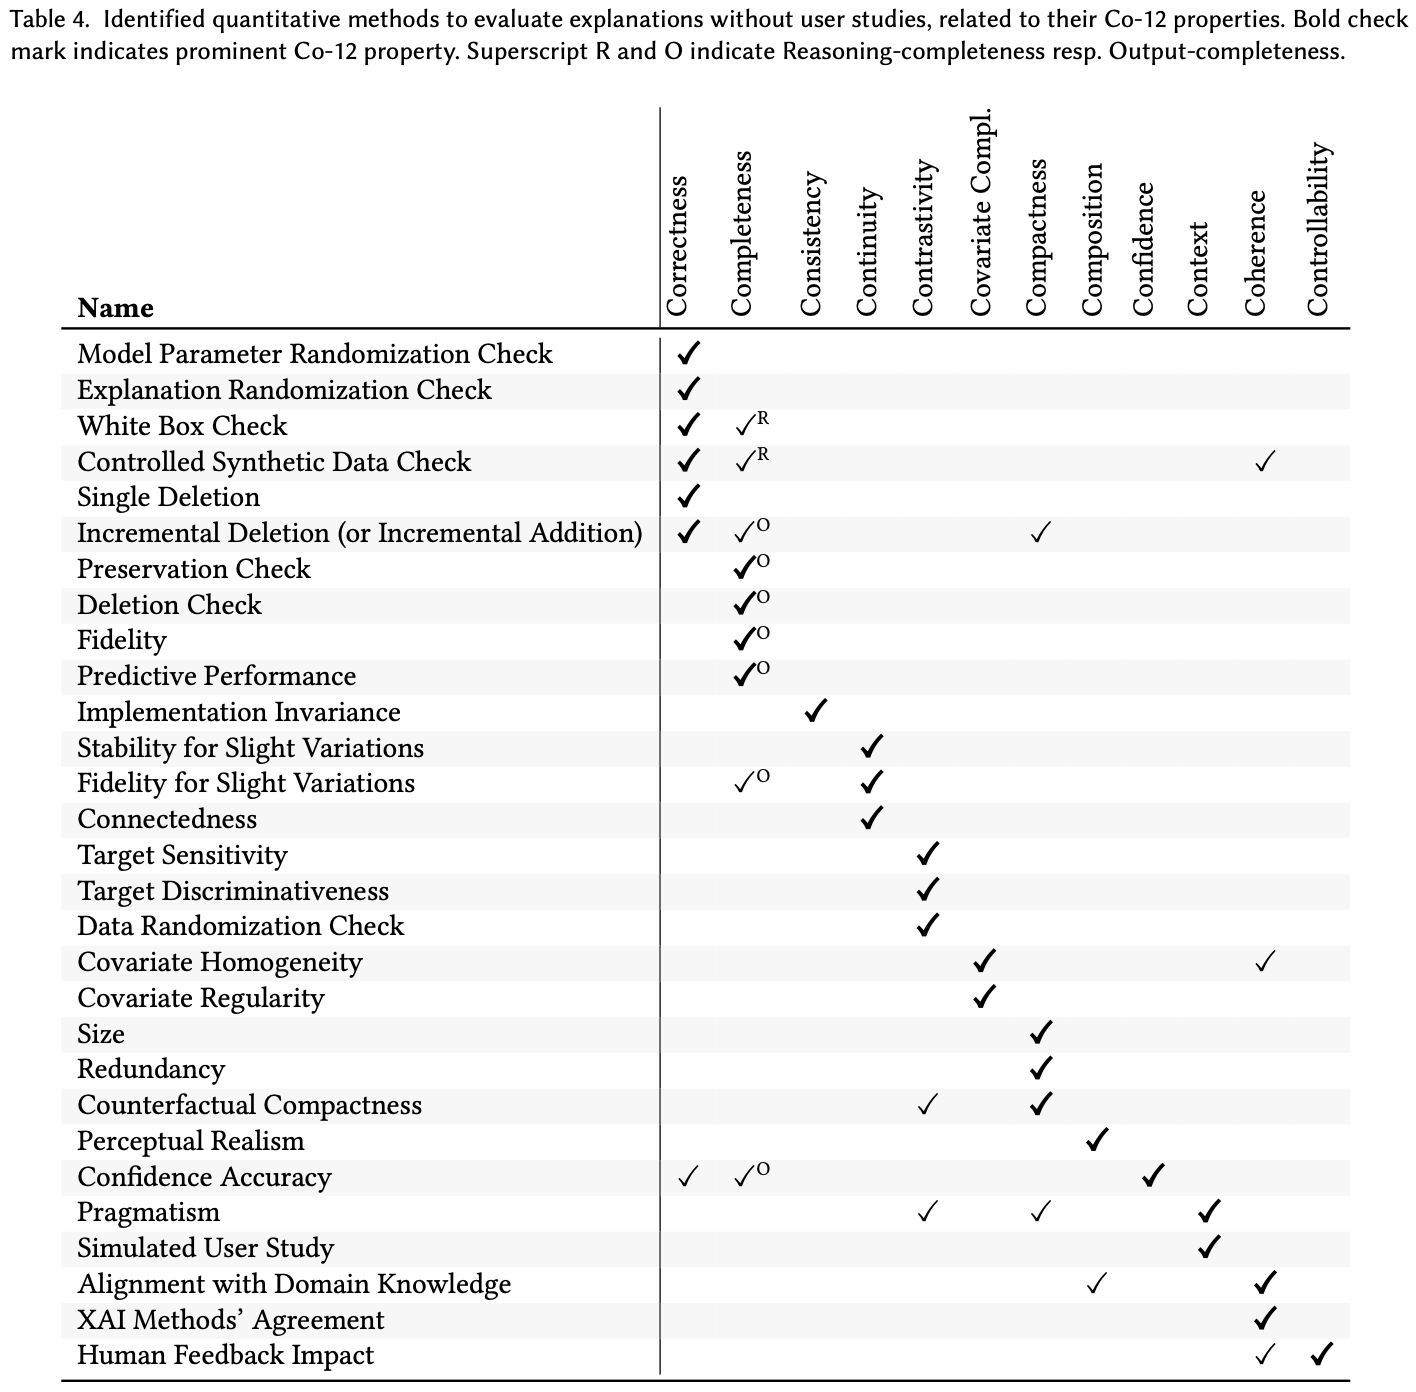 Table 4. Identified quantitative methods to evaluate explanations without user studies, related to their Co-12 properties. Bold check
mark indicates prominent Co-12 property. Superscript R and O indicate Reasoning-completeness resp. Output-completeness.
Name Correctness Completeness Consistency Continuity Contrastivity Covariate Compl. Compactness Composition Confidence Context Coherence Controllability
Model Parameter Randomization Check ✔
Explanation Randomization Check ✔
White Box Check ✔ ✓R
Controlled Synthetic Data Check ✔ ✓R ✓
Single Deletion ✔
Incremental Deletion (or Incremental Addition) ✔ ✓O ✓
Preservation Check ✔O
Deletion Check ✔O
Fidelity ✔O
Predictive Performance ✔O
Implementation Invariance ✔
Stability for Slight Variations ✔
Fidelity for Slight Variations ✓O ✔
Connectedness ✔
Target Sensitivity ✔
Target Discriminativeness ✔
Data Randomization Check ✔
Covariate Homogeneity ✔ ✓
Covariate Regularity ✔
Size ✔
Redundancy ✔
Counterfactual Compactness ✓ ✔
Perceptual Realism ✔
Confidence Accuracy ✓ ✓O ✔
Pragmatism ✓ ✓ ✔
Simulated User Study ✔
Alignment with Domain Knowledge ✓ ✔
XAI Methods’ Agreement ✔
Human Feedback Impact ✓ ✔